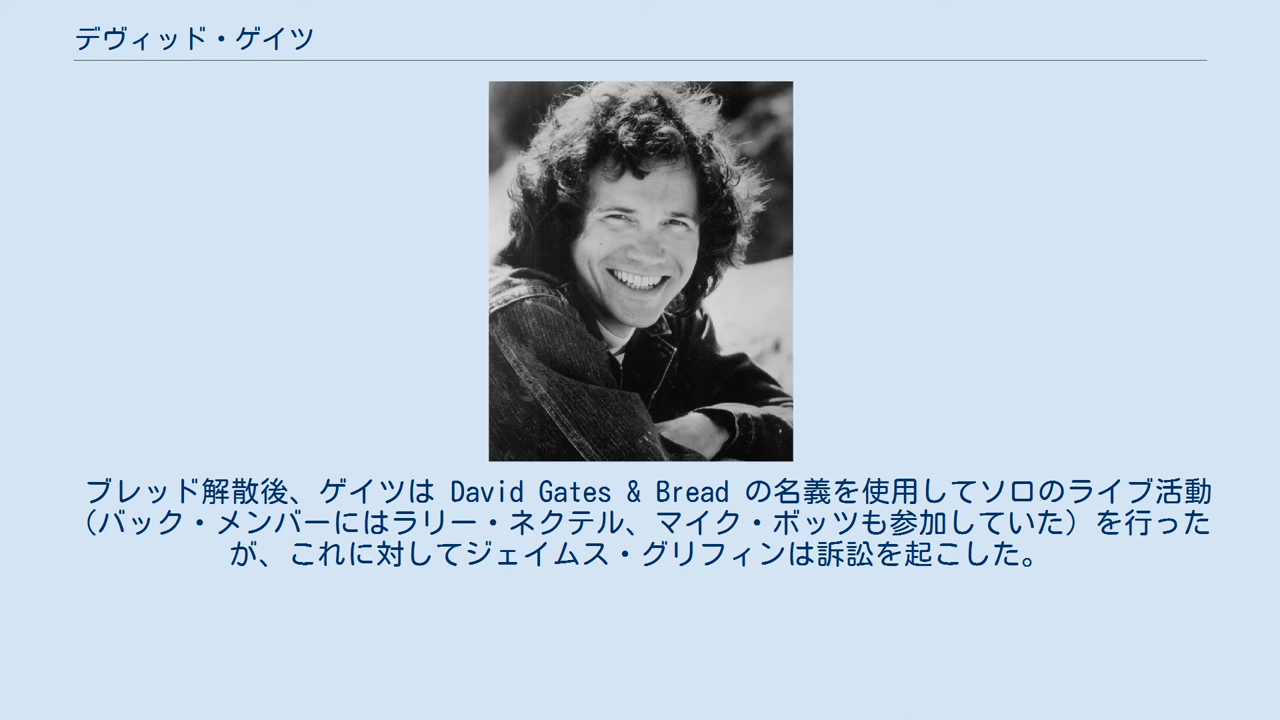 デヴィッド・ゲイツ
ブレッド解散後、ゲイツは David Gates & Bread の名義を使用してソロのライブ活動
（バック・メンバーにはラリー・ネクテル、マイク・ボッツも参加していた）を行った
が、これに対してジェイムス・グリフィンは訴訟を起こした。